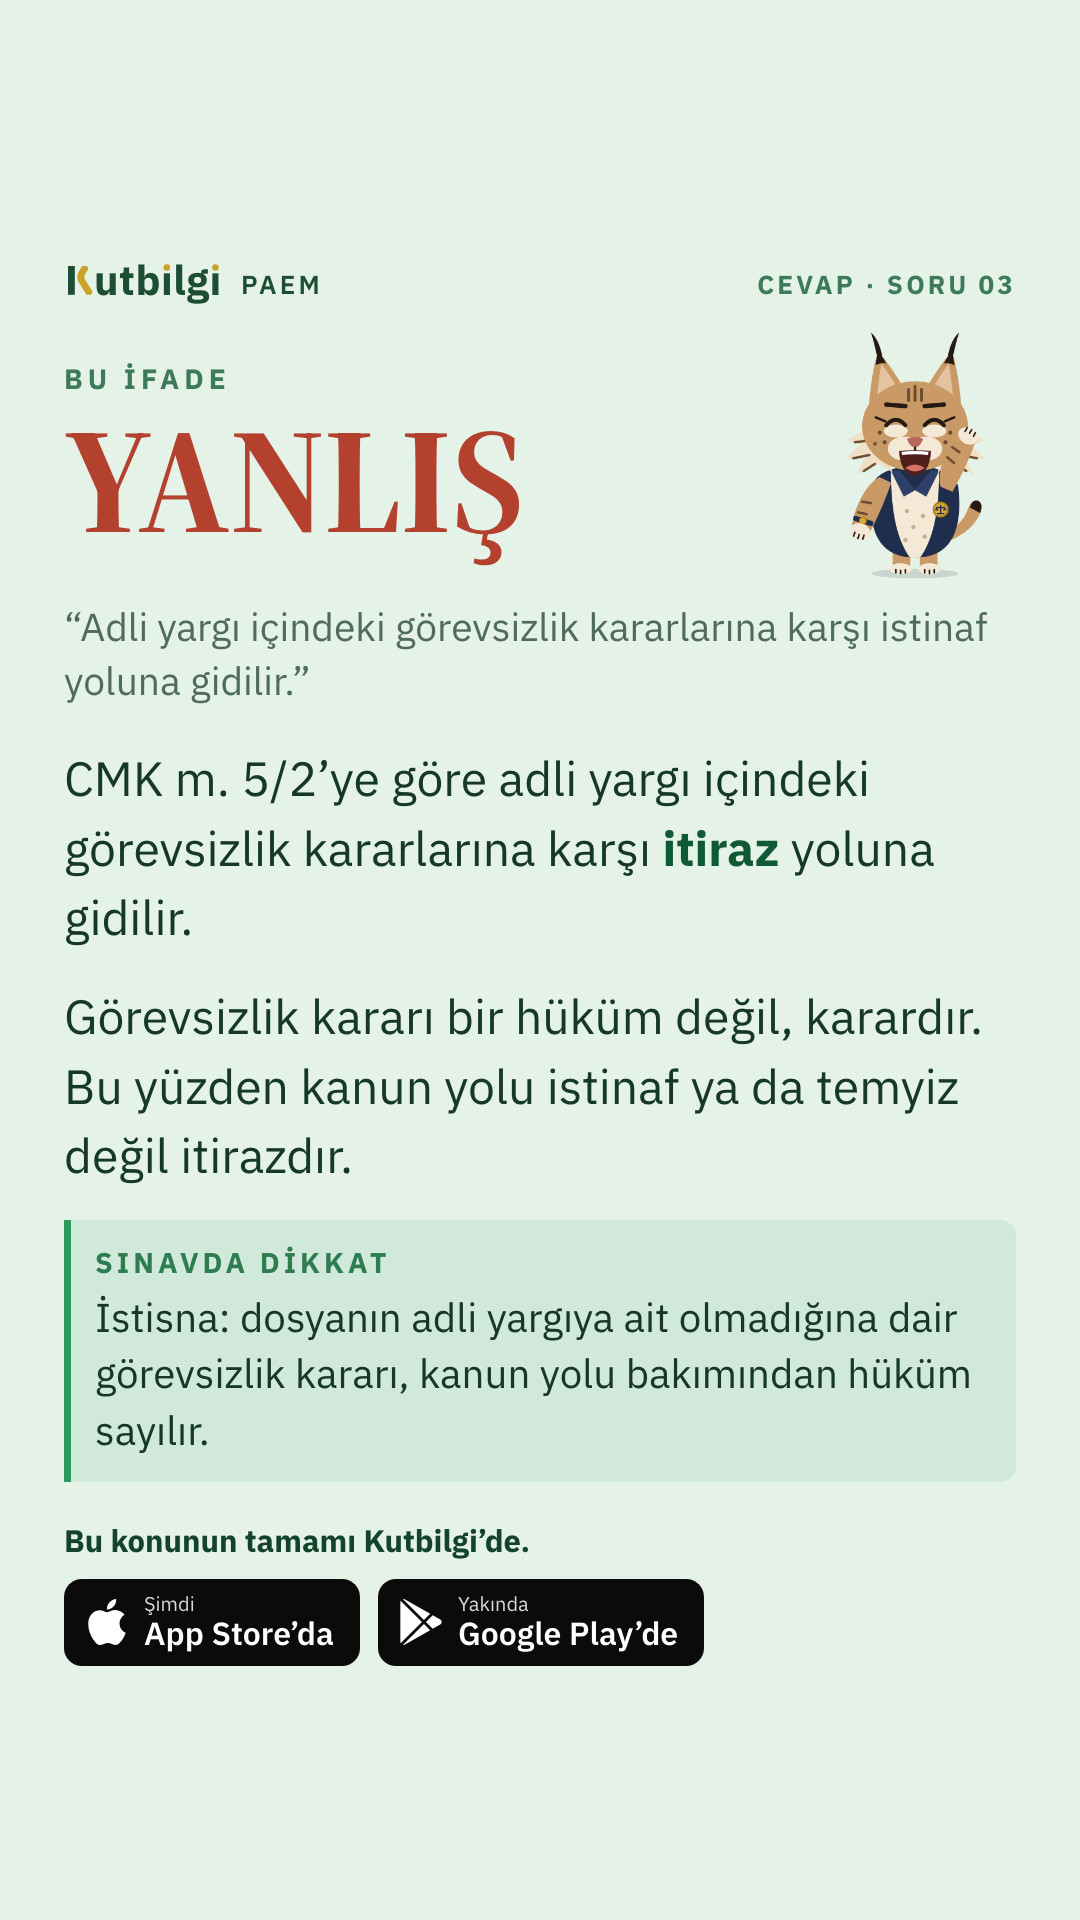 Kutbilgi PAEM
CEVAP · SORU 03
BU İFADE
YANLIŞ
“Adli yargı içindeki görevsizlik kararlarına karşı istinaf
yoluna gidilir.”
CMK m. 5/2’ye göre adli yargı içindeki
görevsizlik kararlarına karşı itiraz yoluna
gidilir.
Görevsizlik kararı bir hüküm değil, karardır.
Bu yüzden kanun yolu istinaf ya da temyiz
değil itirazdır.
SINAVDA DİKKAT
İstisna: dosyanın adli yargıya ait olmadığına dair
görevsizlik kararı, kanun yolu bakımından hüküm
sayılır.
Bu konunun tamamı Kutbilgi’de.
Şimdi
App Store’da
Yakında
Google Play’de